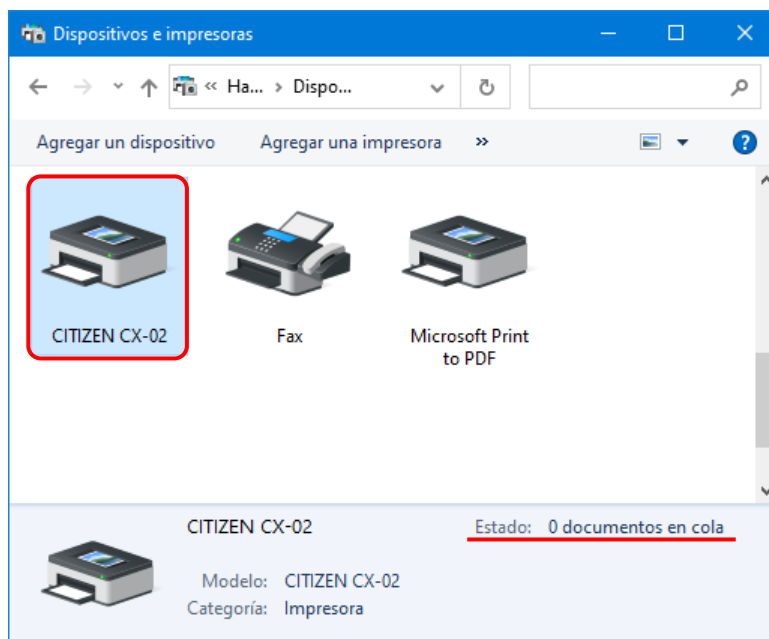 Dispositivos e impresoras
« Ha... > Dispo...
Agregar un dispositivo Agregar una impresora »
CITIZEN CX-02 Fax Microsoft Print
to PDF
CITIZEN CX-02 Estado: 0 documentos en cola
Modelo: CITIZEN CX-02
Categoría: Impresora